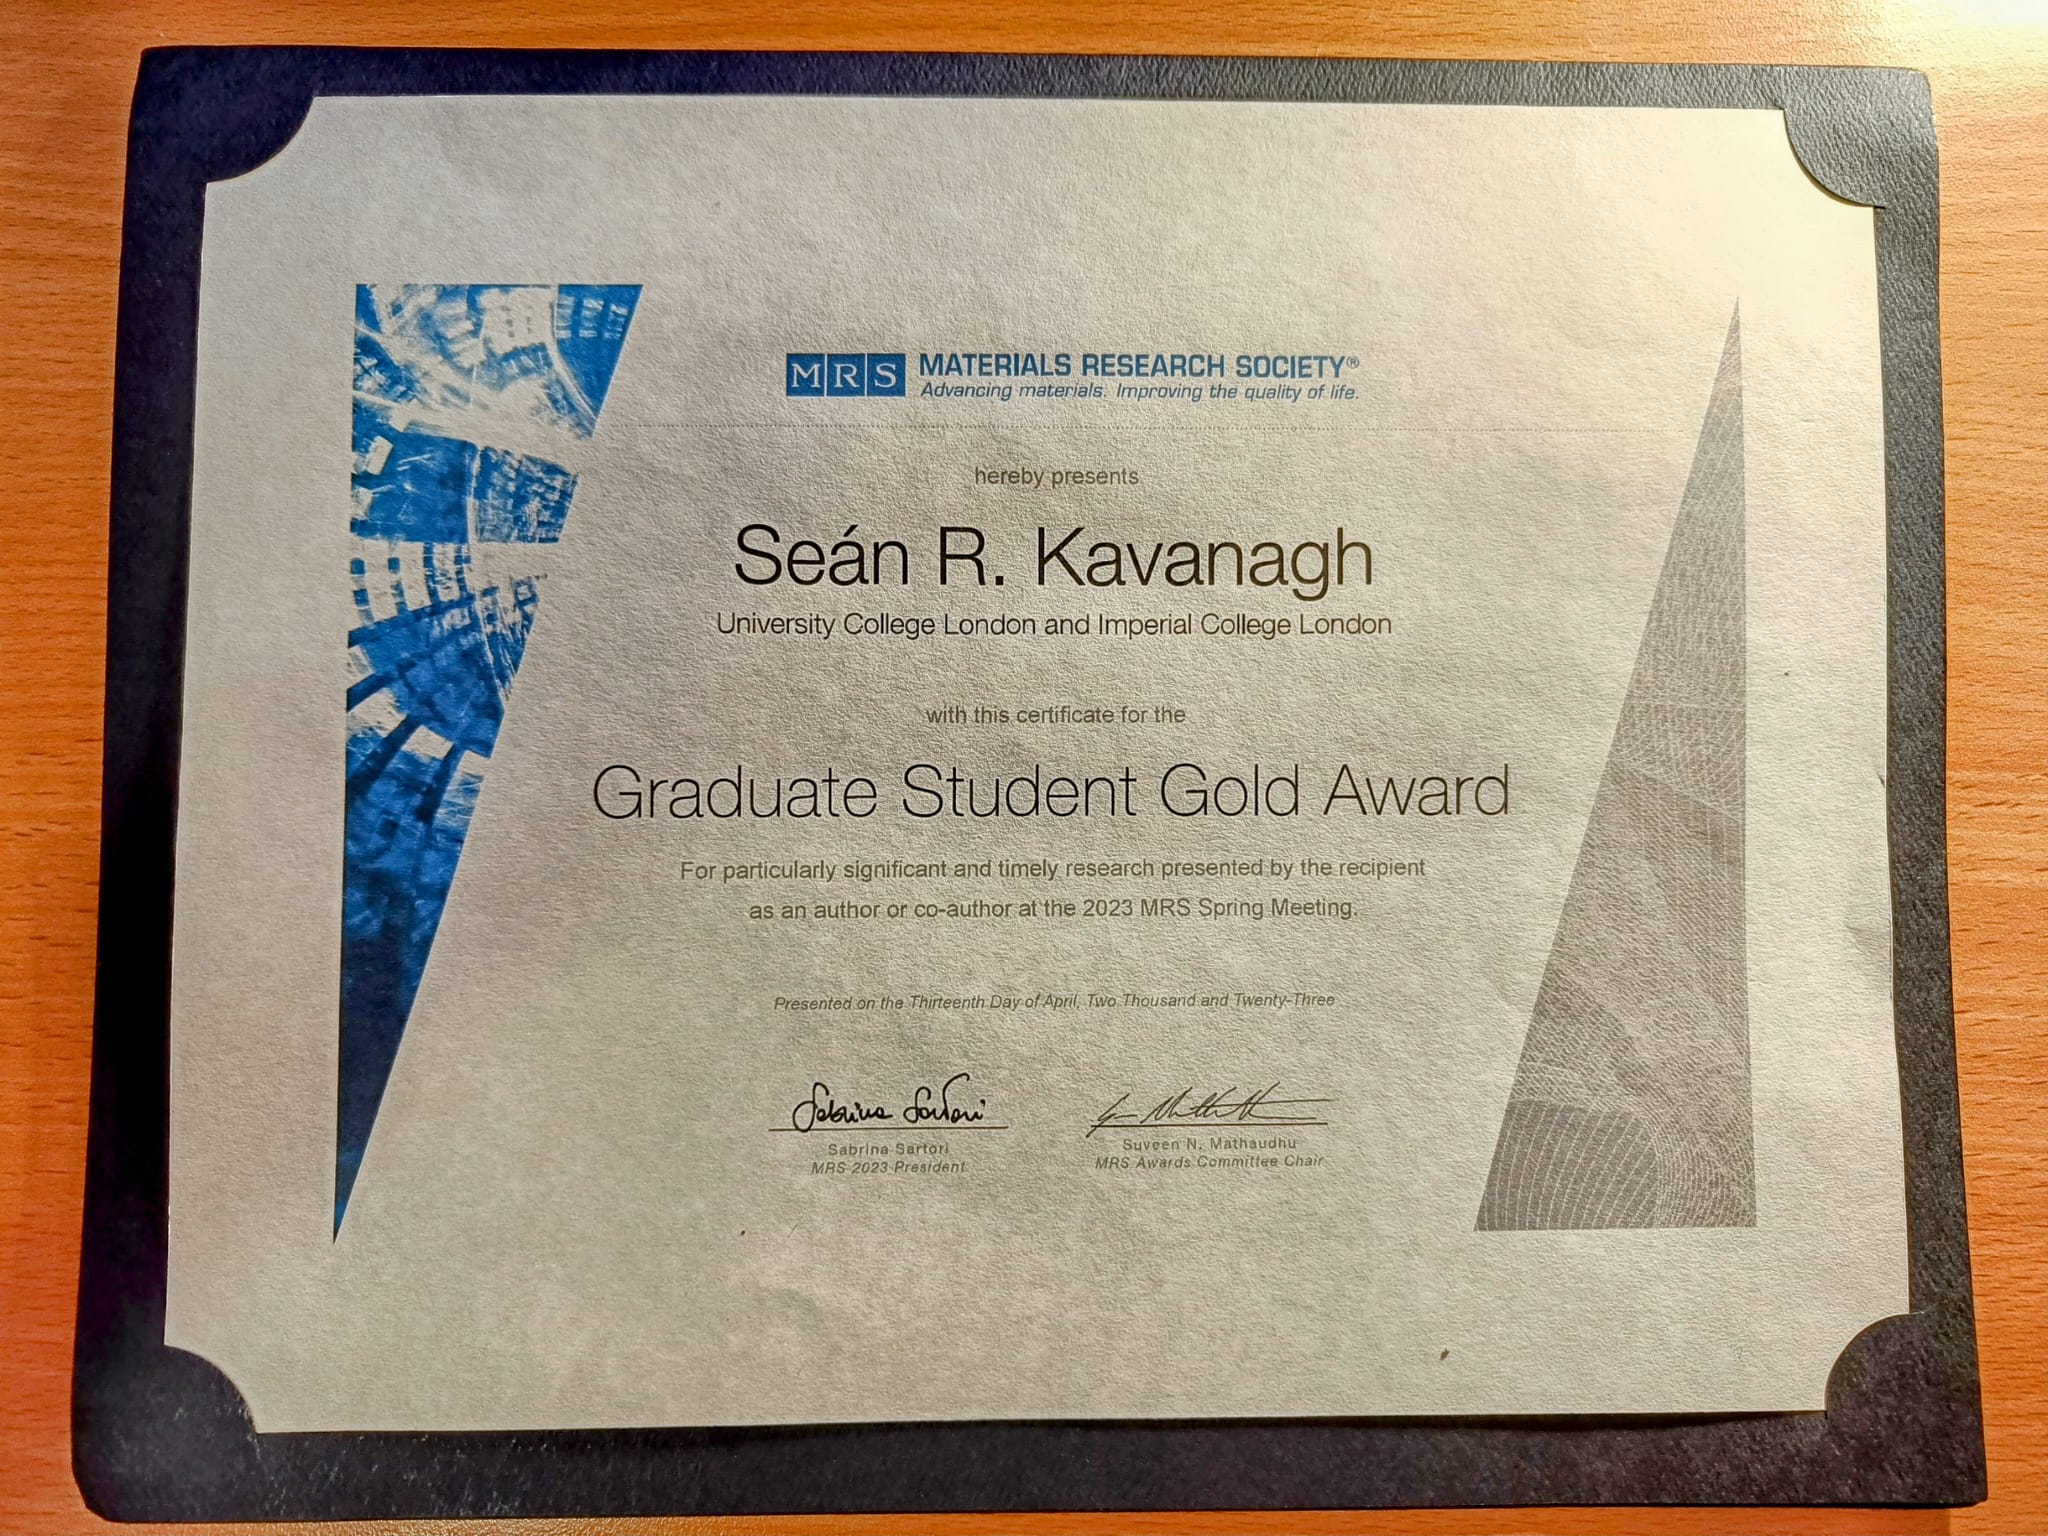 MRS MATERIALS RESEARCH SOCIETY®
Advancing materials. Improving the quality of life.
hereby presents
Seán R. Kavanagh
University College London and Imperial College London
with this certificate for the
Graduate Student Gold Award
For particularly significant and timely research presented by the recipient
as an author or co-author at the 2023 MRS Spring Meeting.
Presented on the Thirteenth Day of April, Two Thousand and Twenty-Three
Sabrina Sartori
Sabrina Sartori
MRS 2023 President
Suveen N. Mathaudhu
MRS Awards Committee Chair